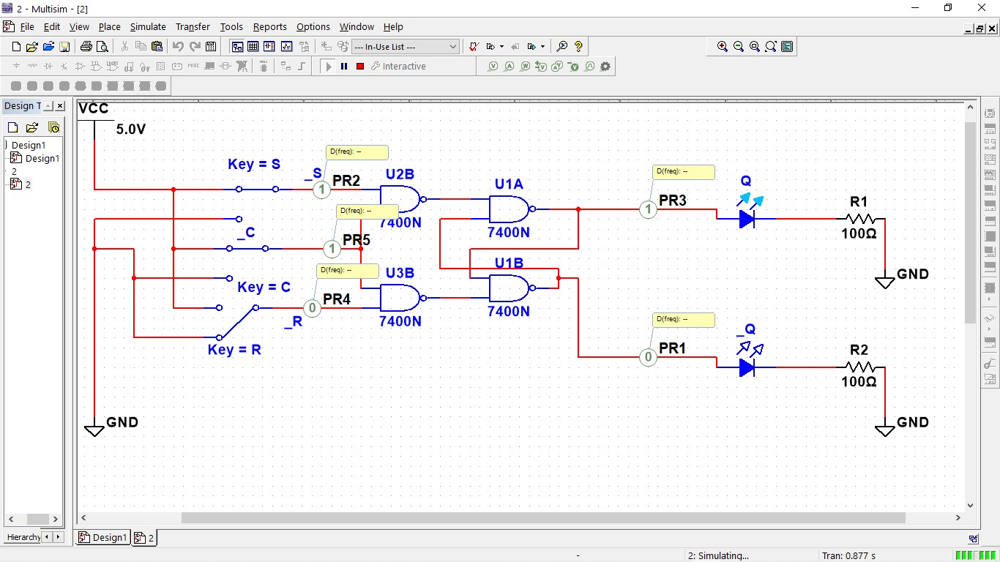 2 - Multisim - [2]
File Edit View Place Simulate Transfer Tools Reports Options Window Help
--- In-Use List ---
MISC
Interactive
Design T
Design1
Design1
2
2
Hierarchy
VCC
5.0V
Key = S
D(freq): --
_S
PR2
1
U2B
7400N
D(freq): --
_C
PR5
1
U1A
7400N
D(freq): --
PR3
1
Q
R1
100Ω
GND
Key = C
D(freq): --
PR4
0
_R
U3B
7400N
U1B
7400N
Key = R
D(freq): --
PR1
0
_Q
R2
100Ω
GND
GND
Design1 2
- 2: Simulating... Tran: 0.877 s